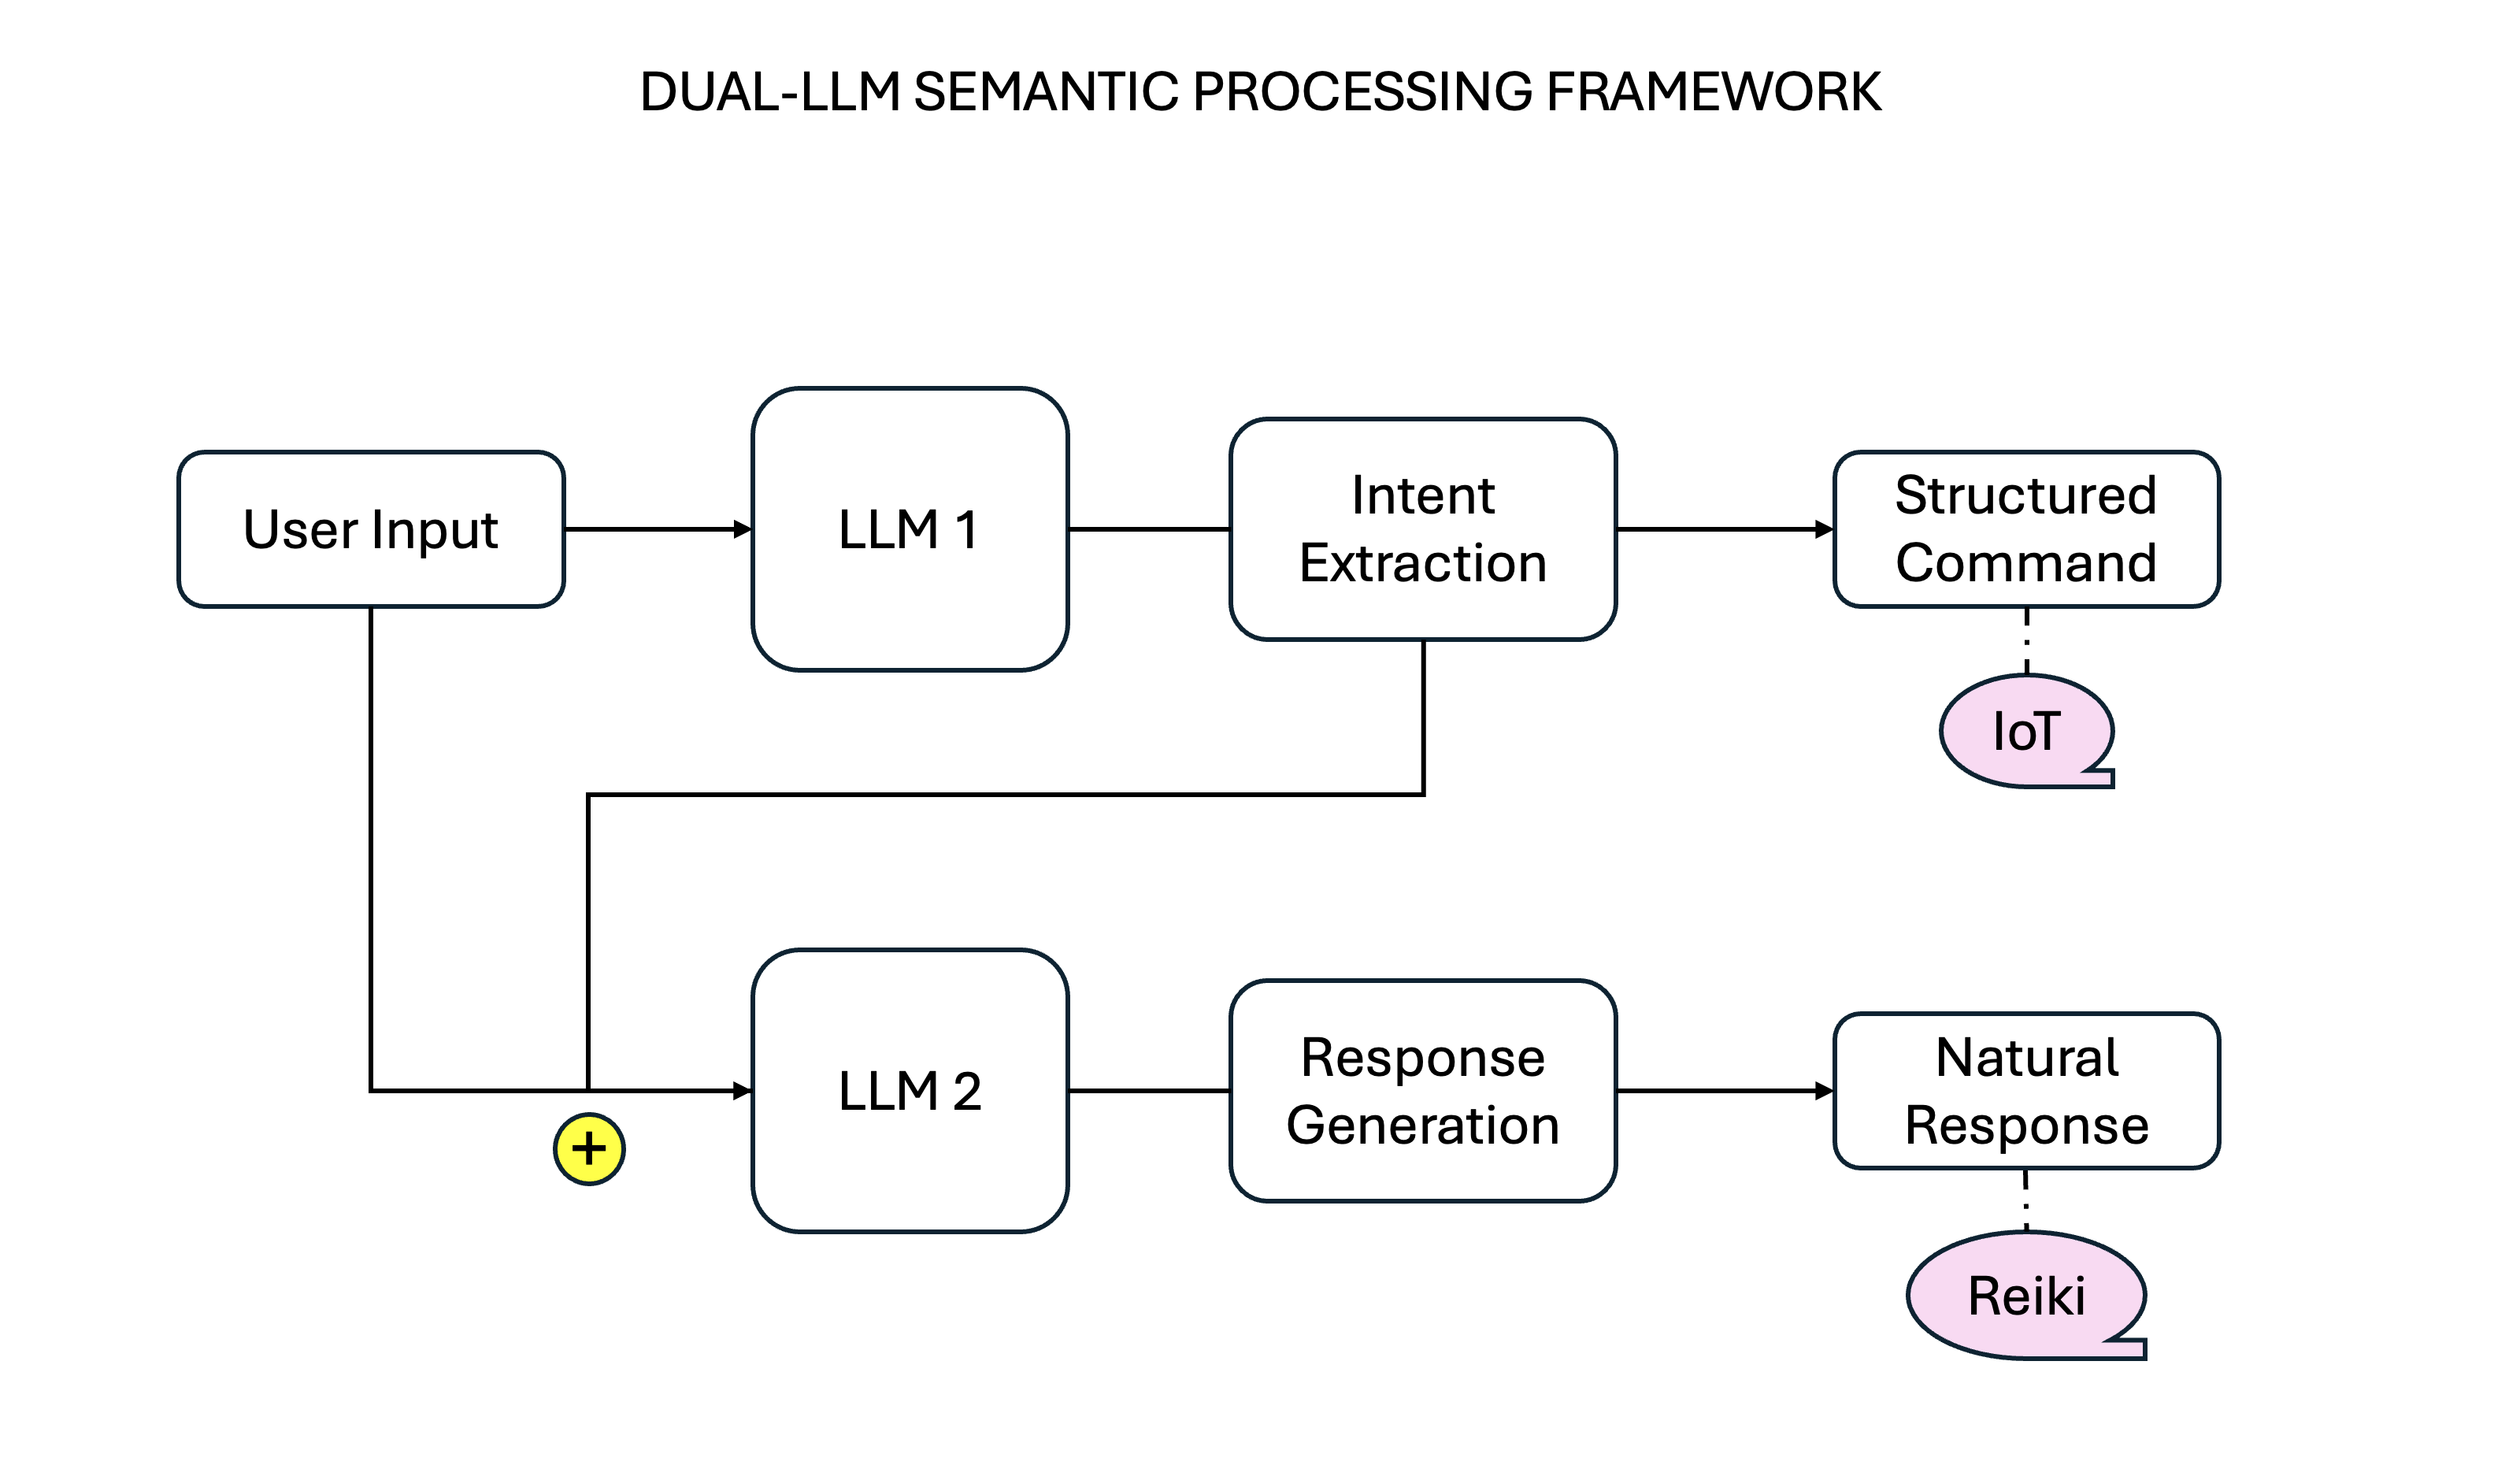 DUAL-LLM SEMANTIC PROCESSING FRAMEWORK
User Input
LLM 1
Intent
Extraction
Structured
Command
IoT
+
LLM 2
Response
Generation
Natural
Response
Reiki